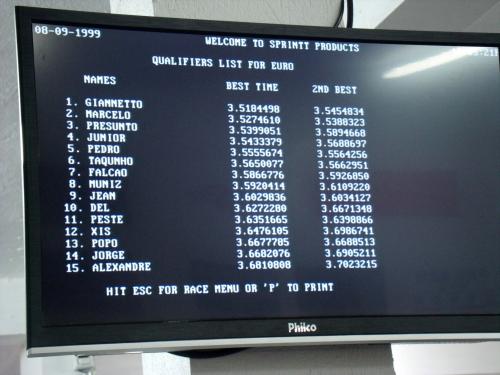 08-09-1999
WELCOME TO SPRINTT PRODUCTS
QUALIFIERS LIST FOR EURO
NAMES BEST TIME 2ND BEST
1. GIANNETTO 3.5184498 3.5454834
2. MARCELO 3.5274610 3.5388323
3. PRESUNTO 3.5399051 3.5894668
4. JUNIOR 3.5433379 3.5688697
5. PEDRO 3.5555674 3.5564256
6. TAQUNHO 3.5650077 3.5662951
7. FALCAO 3.5866776 3.5926850
8. MUNIZ 3.5920414 3.6109220
9. JEAN 3.6029836 3.6034127
10. DEL 3.6272280 3.6671348
11. PESTE 3.6351665 3.6398866
12. XIS 3.6476105 3.6986741
13. POPO 3.6677785 3.6688513
14. JORGE 3.6682076 3.6905211
15. ALEXANDRE 3.6810808 3.7023215
HIT ESC FOR RACE MENU OR 'P' TO PRINT
Philco